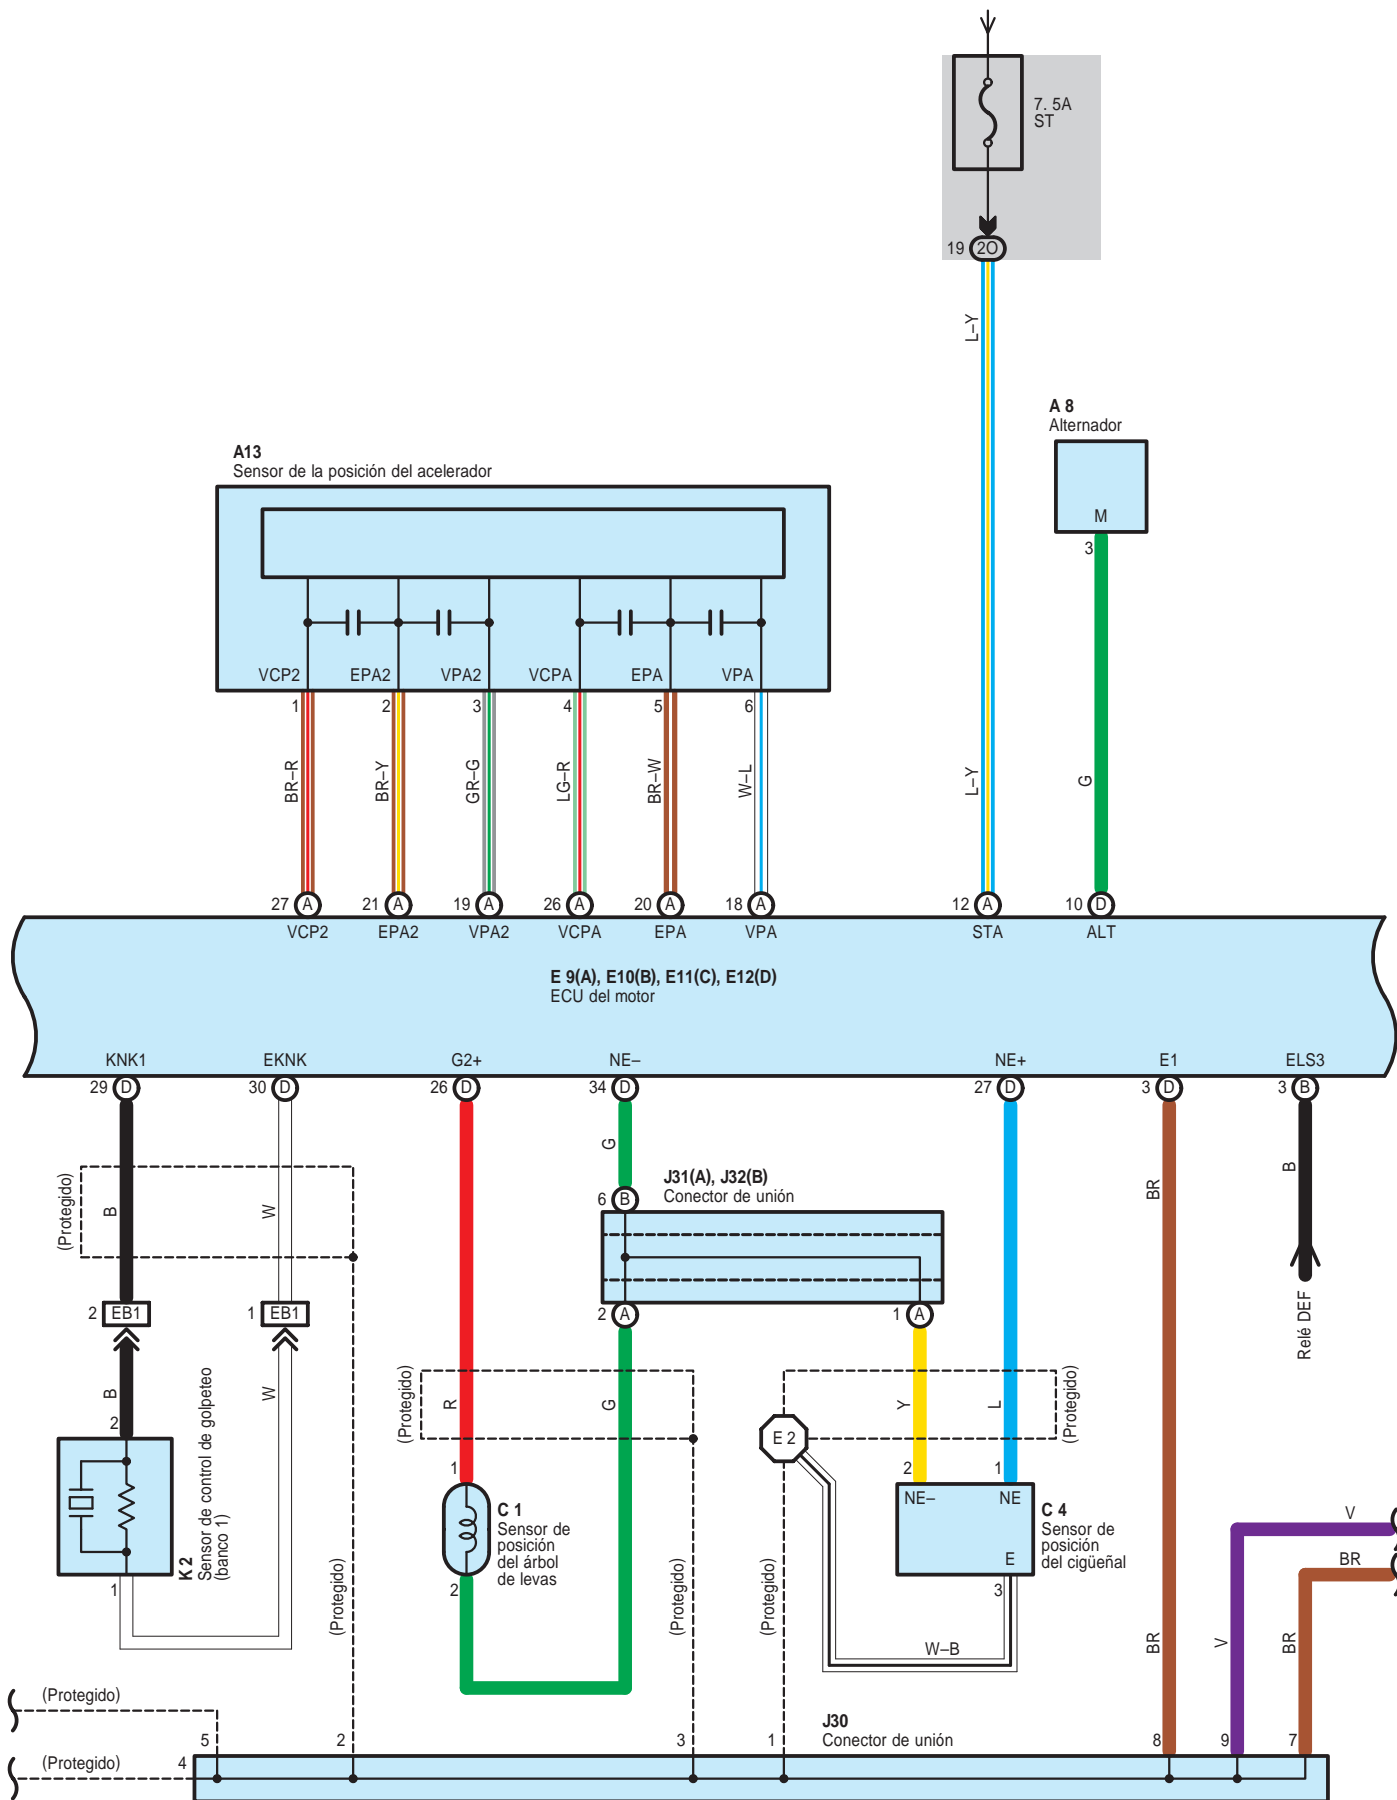 7. 5A
ST
19 2O
L–Y
A 8
Alternador
M
3
A13
Sensor de la posición del acelerador
VCP2 EPA2 VPA2 VCPA EPA VPA
1 2 3 4 5 6
BR–R BR–Y GR–G LG–R BR–W W–L L–Y G
27 A 21 A 19 A 26 A 20 A 18 A 12 A 10 D
VCP2 EPA2 VPA2 VCPA EPA VPA STA ALT
E 9(A), E10(B), E11(C), E12(D)
ECU del motor
KNK1 EKNK G2+ NE– NE+ E1 ELS3
29 D 30 D 26 D 34 D 27 D 3 D 3 B
(Protegido)
B W G BR B
J31(A), J32(B)
Conector de unión
6 B
2 EB1 1 EB1
2 A 1 A
Relé DEF
B W
(Protegido)
R G Y L
(Protegido)
E 2
2
1
2 1
NE– NE
E
3
K 2
Sensor de control de golpeteo
(banco 1)
1
C 1
Sensor de
posición
del árbol
de levas
2
C 4
Sensor de
posición
del cigüeñal
V
BR
(Protegido)
(Protegido)
(Protegido)
W–B
BR V BR
(Protegido)
(Protegido)
J30
Conector de unión
5 2 3 1 8 9 7
4